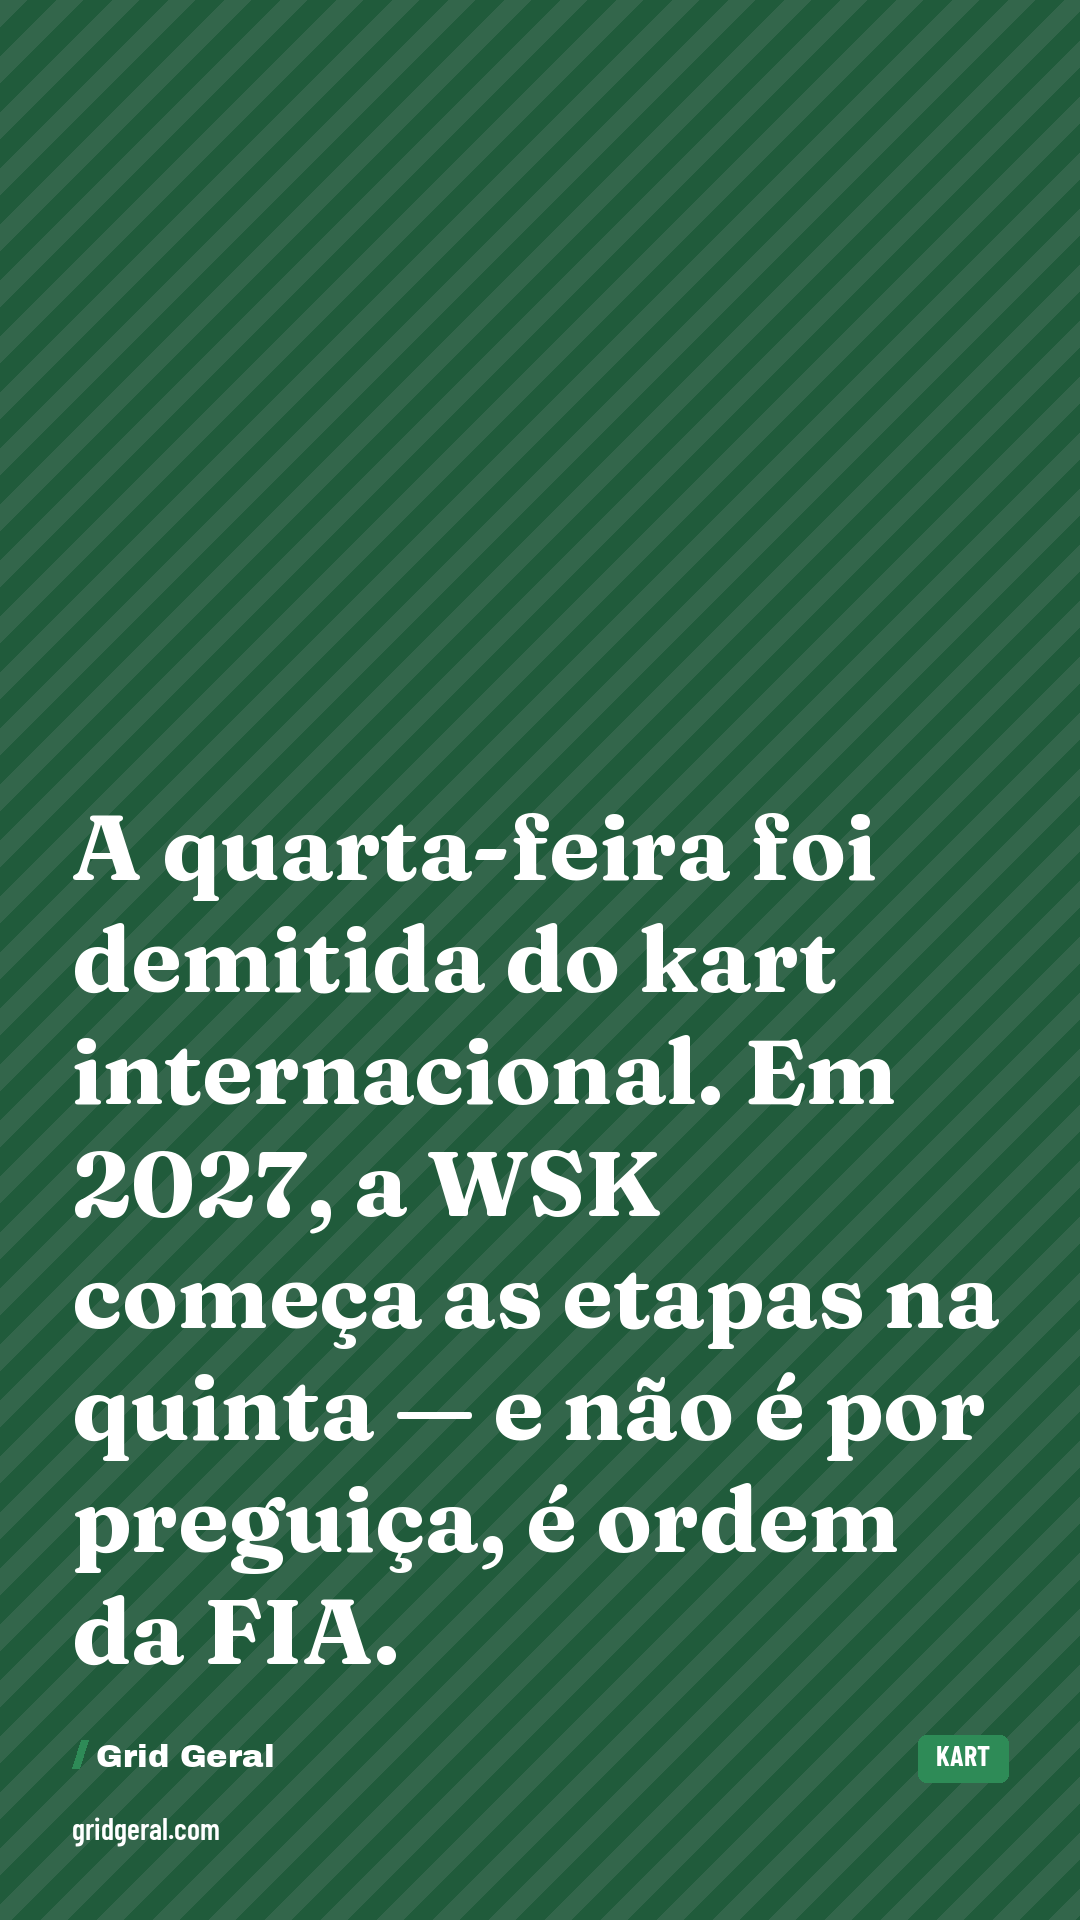 A quarta-feira foi
demitida do kart
internacional. Em
2027, a WSK
começa as etapas na
quinta — e não é por
preguiça, é ordem
da FIA.
/ Grid Geral
KART
gridgeral.com